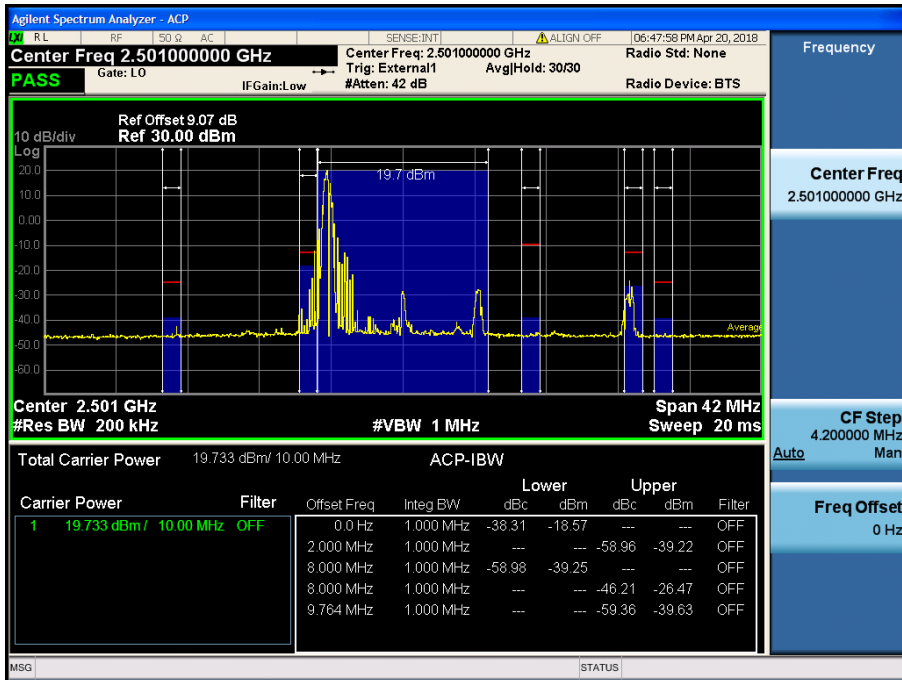 Agilent Spectrum Analyzer - ACP
LXI RL RF 50 Ω AC SENSE:INT ALIGN OFF 06:47:58 PM Apr 20, 2018
Center Freq 2.501000000 GHz
Center Freq: 2.501000000 GHz Radio Std: None
Trig: External1 Avg|Hold: 30/30
PASS Gate: LO IFGain:Low #Atten: 42 dB Radio Device: BTS
Frequency
Ref Offset 9.07 dB
10 dB/div Ref 30.00 dBm
Log
19.7 dBm
20.0
10.0
0.00
-10.0
-20.0
-30.0
-40.0
-50.0
-60.0
Average
Center 2.501 GHz Span 42 MHz
#Res BW 200 kHz #VBW 1 MHz Sweep 20 ms
Total Carrier Power 19.733 dBm/ 10.00 MHz ACP-IBW
Lower Upper
Carrier Power Filter Offset Freq Integ BW dBc dBm dBc dBm Filter
1 19.733 dBm / 10.00 MHz OFF 0.0 Hz 1.000 MHz -38.31 -18.57 --- --- OFF
2.000 MHz 1.000 MHz --- --- -58.96 -39.22 OFF
8.000 MHz 1.000 MHz -58.98 -39.25 --- --- OFF
8.000 MHz 1.000 MHz --- --- -46.21 -26.47 OFF
9.764 MHz 1.000 MHz --- --- -59.36 -39.63 OFF
Center Freq
2.501000000 GHz
CF Step
4.200000 MHz
Auto Man
Freq Offset
0 Hz
MSG STATUS